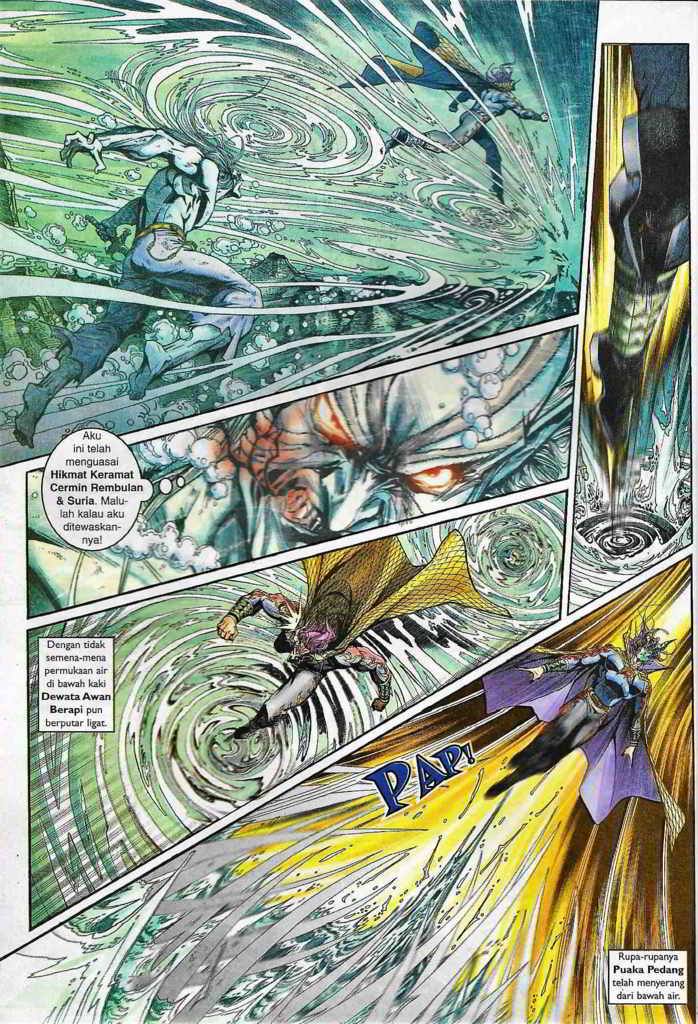 Aku
ini telah
menguasai
Hikmat Keramat
Cermin Rembulan
& Suria. Malu-
lah kalau aku
ditewaskan-
nya!
Dengan tidak
semena-mena
permukaan air
di bawah kaki
Dewata Awan
Berapi pun
berputar ligat.
PAP!
Rupa-rupanya
Puaka Pedang
telah menyerang
dari bawah air.